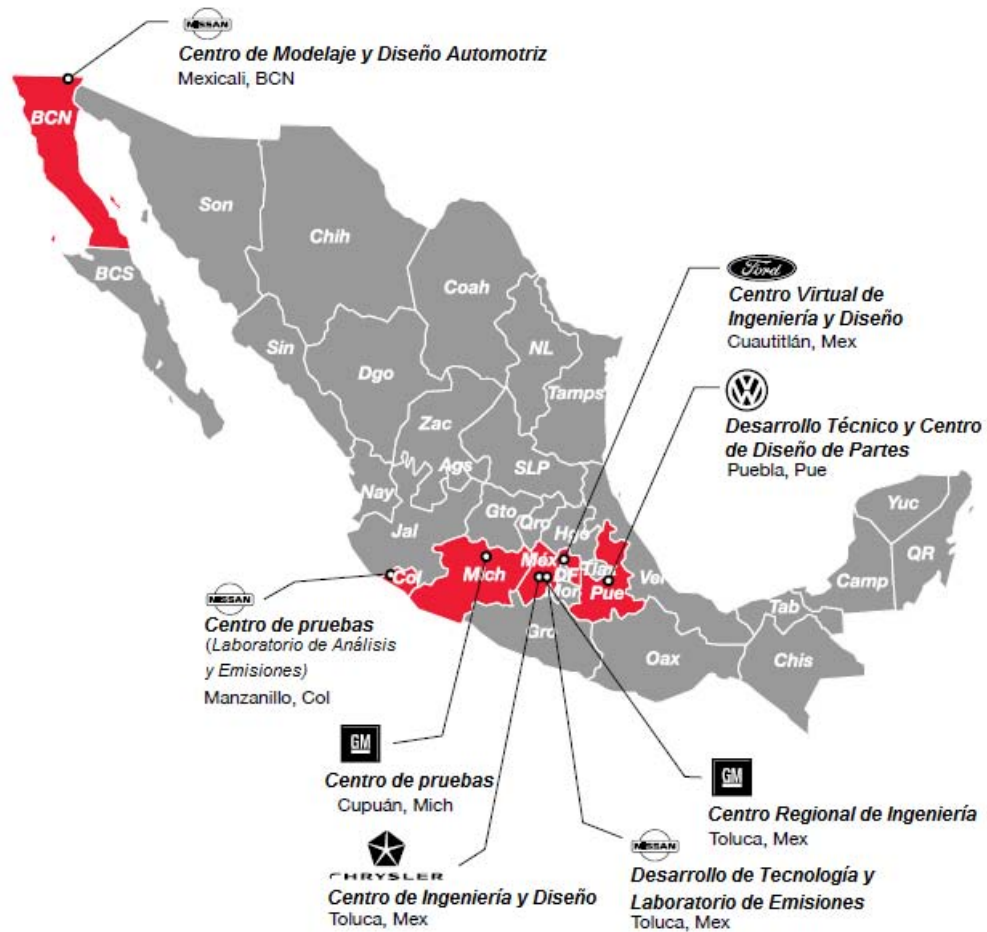 NISSAN
Centro de Modelaje y Diseño Automotriz
Mexicali, BCN
BCN
Son
Chih
BCS
Coah
Sin
NL
Dgo
Tamps
Zac
Ags
SLP
Nay
Jal
Gto
Qro
Hgo
Yuc
QR
Camp
Col
Mich
Méx
DF
Tlax
Mor
Pue
Ver
Tab
Gro
Oax
Chis
Ford
Centro Virtual de
Ingeniería y Diseño
Cuautitlán, Mex
VW
Desarrollo Técnico y Centro
de Diseño de Partes
Puebla, Pue
NISSAN
Centro de pruebas
(Laboratorio de Análisis
y Emisiones)
Manzanillo, Col
GM
Centro de pruebas
Cupuán, Mich
GM
Centro Regional de Ingeniería
Toluca, Mex
CHRYSLER
Centro de Ingeniería y Diseño
Toluca, Mex
NISSAN
Desarrollo de Tecnología y
Laboratorio de Emisiones
Toluca, Mex